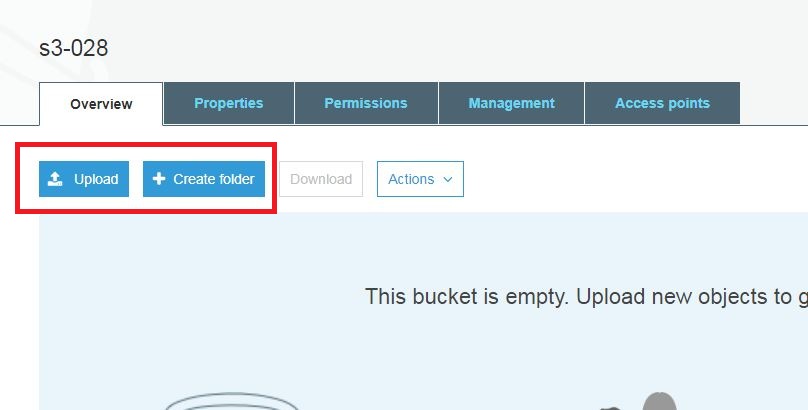 s3-028
Overview Properties Permissions Management Access points
Upload Create folder Download Actions
This bucket is empty. Upload new objects to